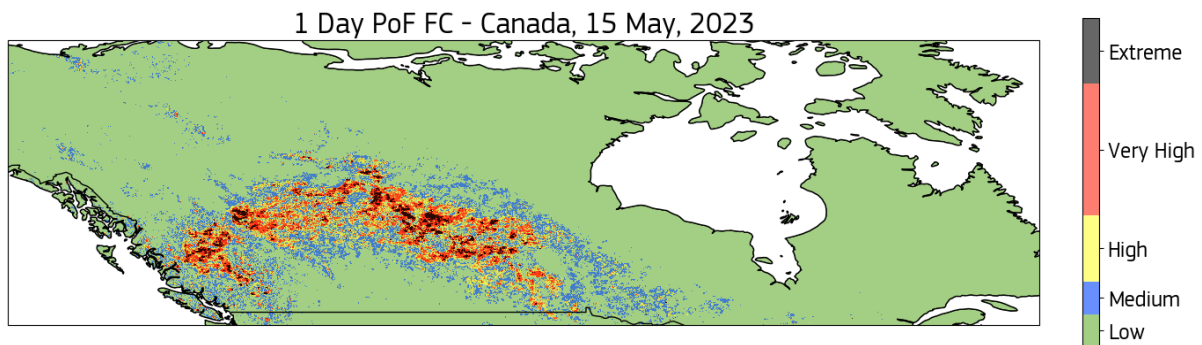 1 Day PoF FC - Canada, 15 May, 2023
Extreme
Very High
High
Medium
Low